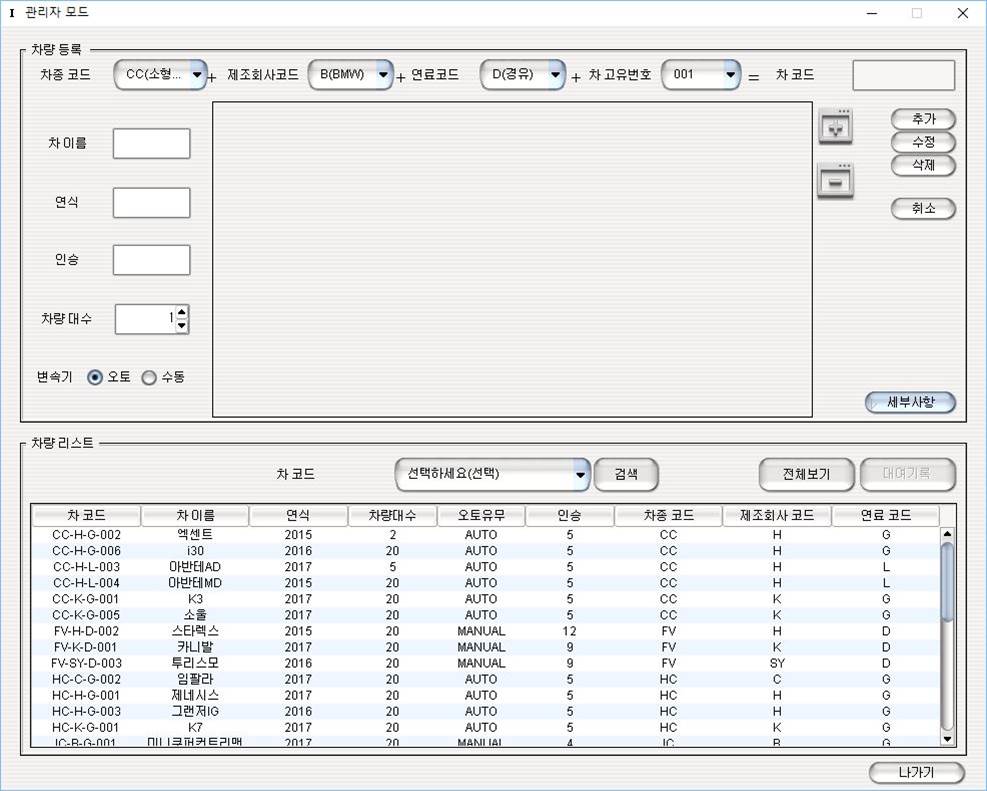 I 관리자 모드
차량 등록
차종 코드 CC(소형... + 제조회사코드 B(BMW) + 연료코드 D(경유) + 차 고유번호 001 = 차 코드
차 이름
연식
인승
차량 대수 1
변속기 오토 수동
추가
수정
삭제
취소
세부사항
차량 리스트
차 코드 선택하세요(선택) 검색 전체보기 대여기록
차 코드 차 이름 연식 차량대수 오토유무 인승 차종 코드 제조회사 코드 연료 코드
CC-H-G-002 엑센트 2015 2 AUTO 5 CC H G
CC-H-G-006 i30 2016 20 AUTO 5 CC H G
CC-H-L-003 아반테AD 2017 5 AUTO 5 CC H L
CC-H-L-004 아반테MD 2015 20 AUTO 5 CC H L
CC-K-G-001 K3 2017 20 AUTO 5 CC K G
CC-K-G-005 소울 2017 20 AUTO 5 CC K G
FV-H-D-002 스타렉스 2015 20 MANUAL 12 FV H D
FV-K-D-001 카니발 2017 20 MANUAL 9 FV K D
FV-SY-D-003 투리스모 2016 20 MANUAL 9 FV SY D
HC-C-G-002 임팔라 2017 20 AUTO 5 HC C G
HC-H-G-001 제네시스 2017 20 AUTO 5 HC H G
HC-H-G-003 그랜저IG 2016 20 AUTO 5 HC H G
HC-K-G-001 K7 2017 20 AUTO 5 HC K G
IC-B-G-001 미니쿠퍼컨트리맨 2017 20 MANUAL 4 IC B G
나가기